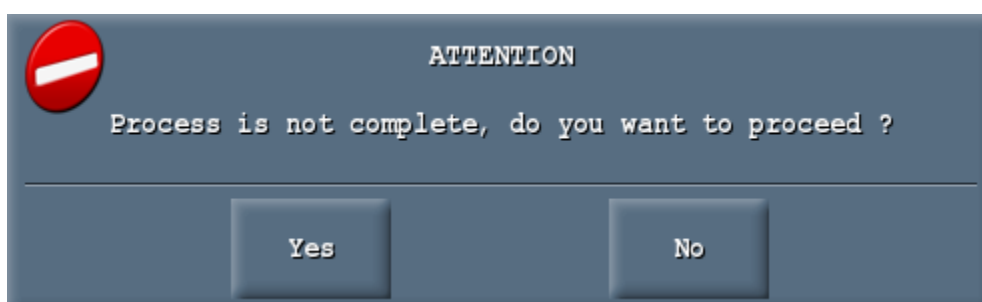 ATTENTION
Process is not complete, do you want to proceed ?
Yes
No